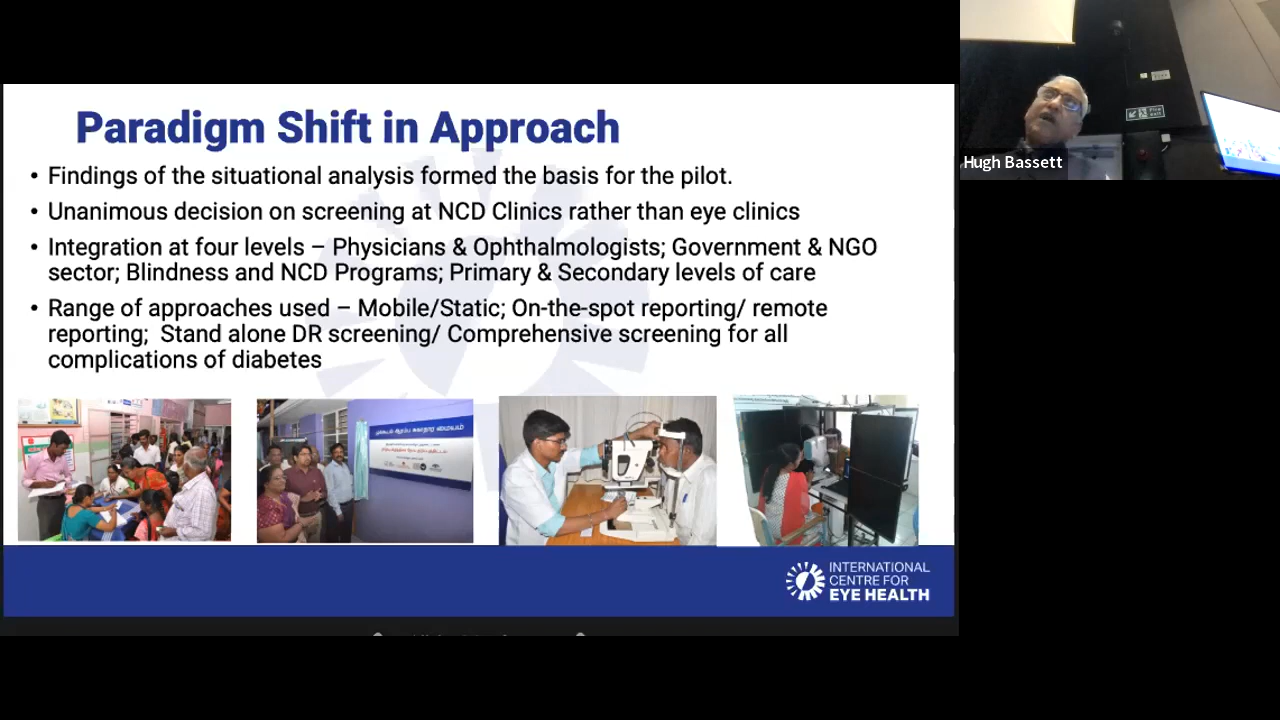 Paradigm Shift in Approach
• Findings of the situational analysis formed the basis for the pilot.
• Unanimous decision on screening at NCD Clinics rather than eye clinics
• Integration at four levels – Physicians & Ophthalmologists; Government & NGO
sector; Blindness and NCD Programs; Primary & Secondary levels of care
• Range of approaches used – Mobile/Static; On-the-spot reporting/ remote
reporting; Stand alone DR screening/ Comprehensive screening for all
complications of diabetes
INTERNATIONAL
CENTRE FOR
EYE HEALTH
Hugh Bassett